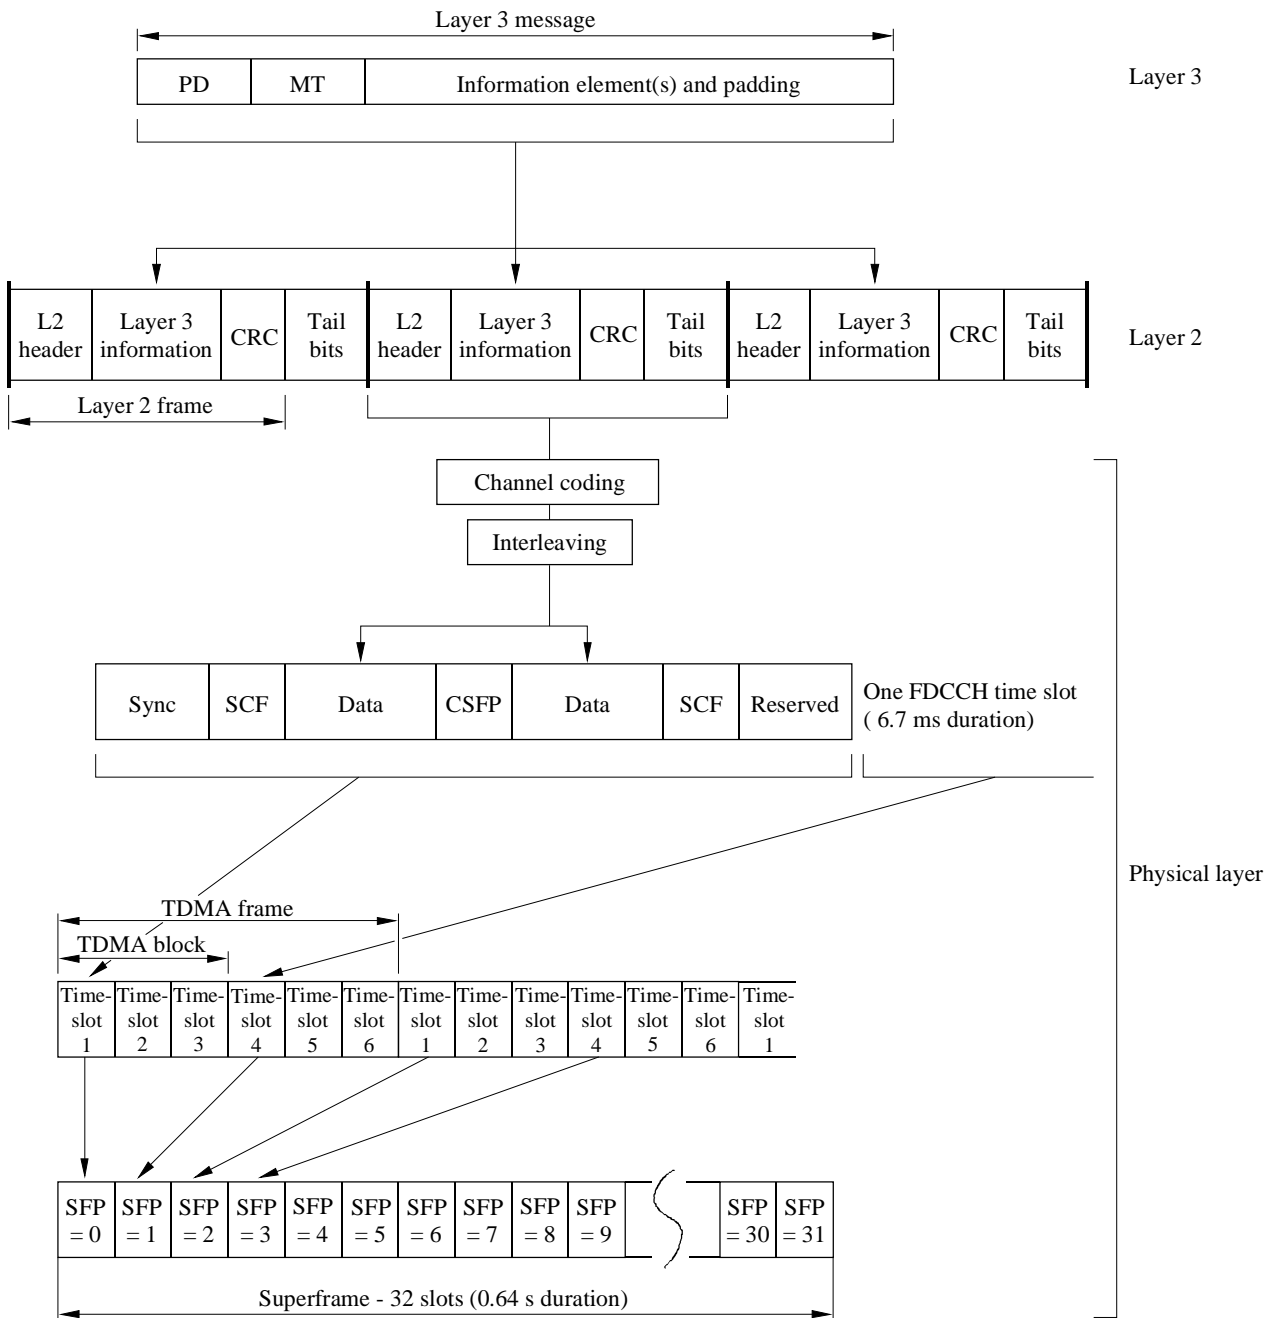 Layer 3 message
PD MT Information element(s) and padding
Layer 3
L2 header Layer 3 information CRC Tail bits L2 header Layer 3 information CRC Tail bits L2 header Layer 3 information CRC Tail bits
Layer 2
Layer 2 frame
Channel coding
Interleaving
Sync SCF Data CSFP Data SCF Reserved
One FDCCH time slot
( 6.7 ms duration)
Physical layer
TDMA frame
TDMA block
Time-slot 1 Time-slot 2 Time-slot 3 Time-slot 4 Time-slot 5 Time-slot 6 Time-slot 1 Time-slot 2 Time-slot 3 Time-slot 4 Time-slot 5 Time-slot 6 Time-slot 1
SFP = 0 SFP = 1 SFP = 2 SFP = 3 SFP = 4 SFP = 5 SFP = 6 SFP = 7 SFP = 8 SFP = 9 SFP = 30 SFP = 31
Superframe - 32 slots (0.64 s duration)